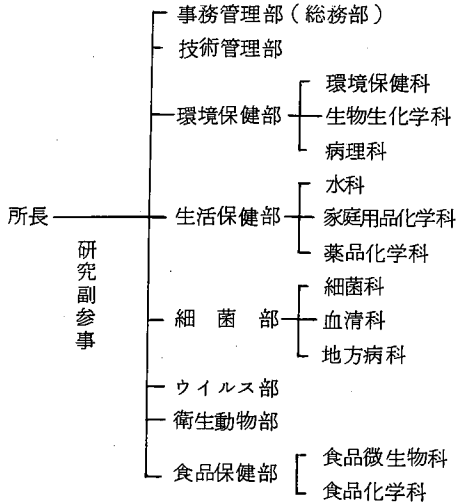 事務管理部（総務部）
技術管理部
環境保健部
環境保健科
生物生化学科
病理科
所長
研究副参事
生活保健部
水科
家庭用品化学科
薬品化学科
細菌部
細菌科
血清科
地方病科
ウイルス部
衛生動物部
食品保健部
食品微生物科
食品化学科